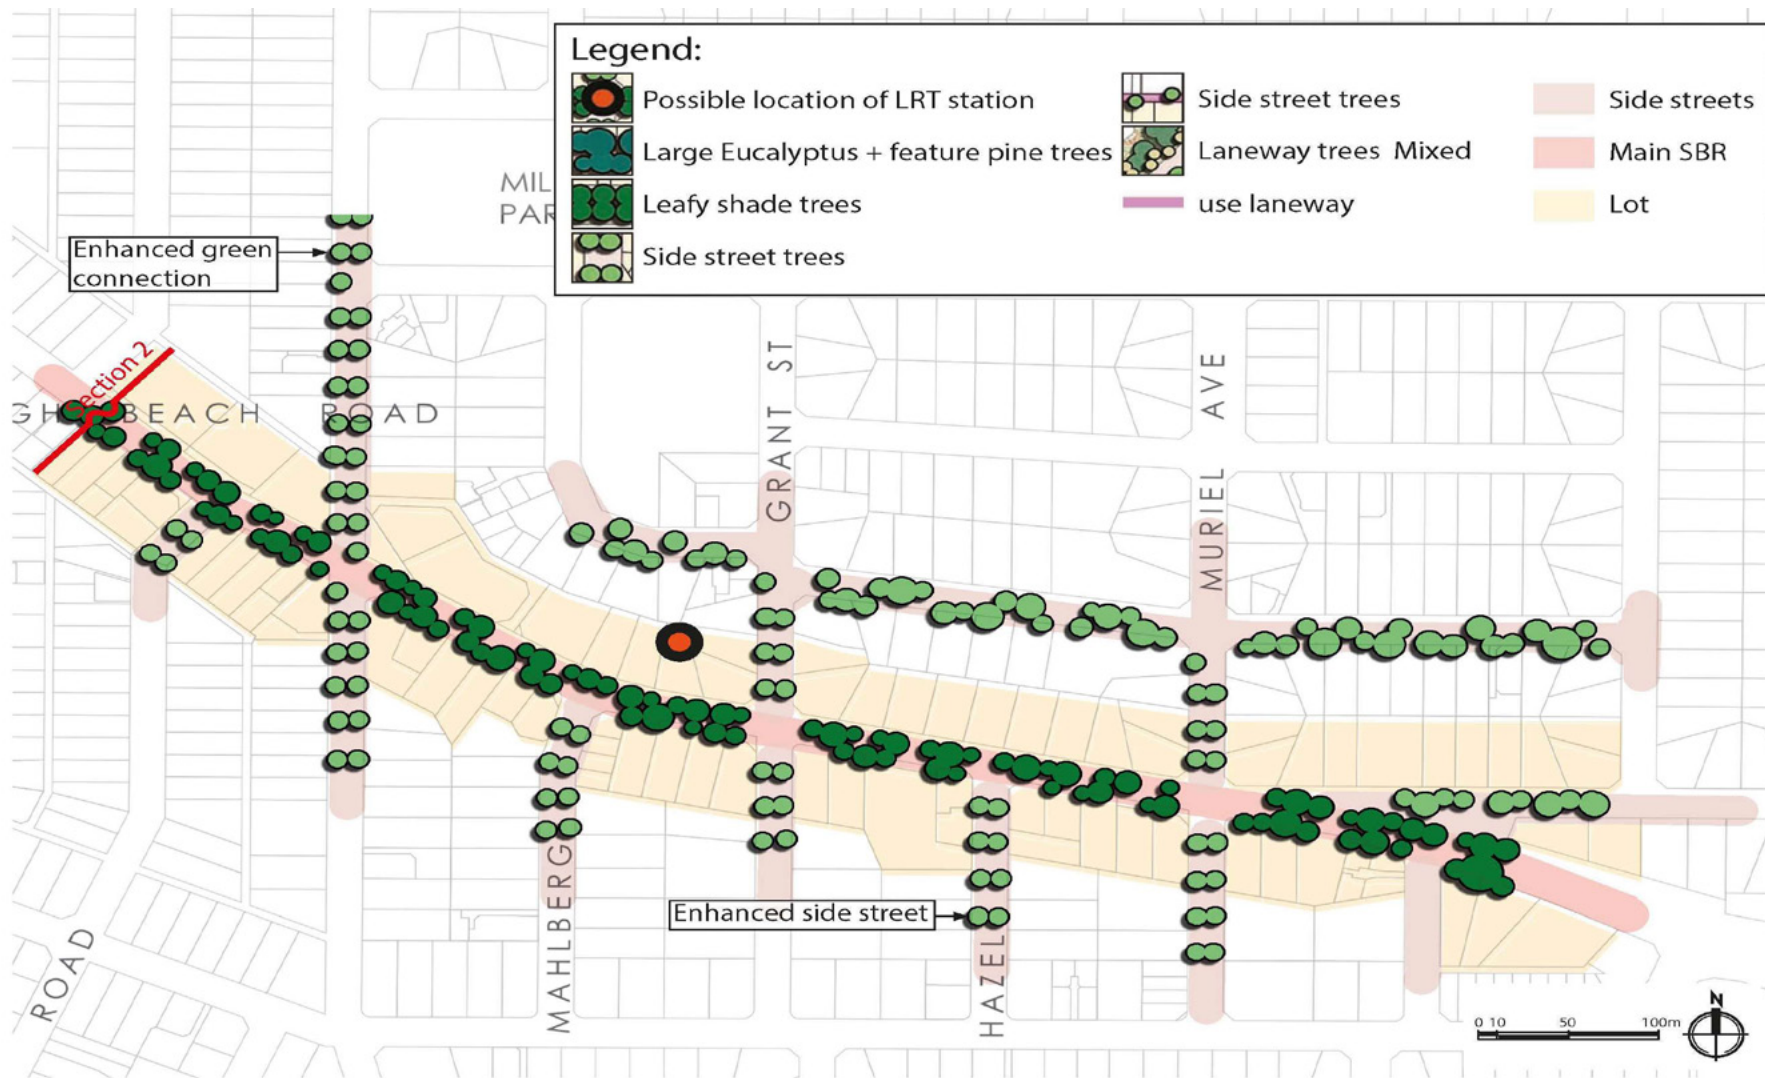 Legend:
Possible location of LRT station
Large Eucalyptus + feature pine trees
Leafy shade trees
Side street trees
Side street trees
Laneway trees Mixed
use laneway
Side streets
Main SBR
Lot
MIL
PAR
Enhanced green
connection
Section 2
GH BEACH ROAD
GRANT ST
MURIEL AVE
Enhanced side street
MAHLBERG
HAZEL
ROAD
N
0 10 50 100m